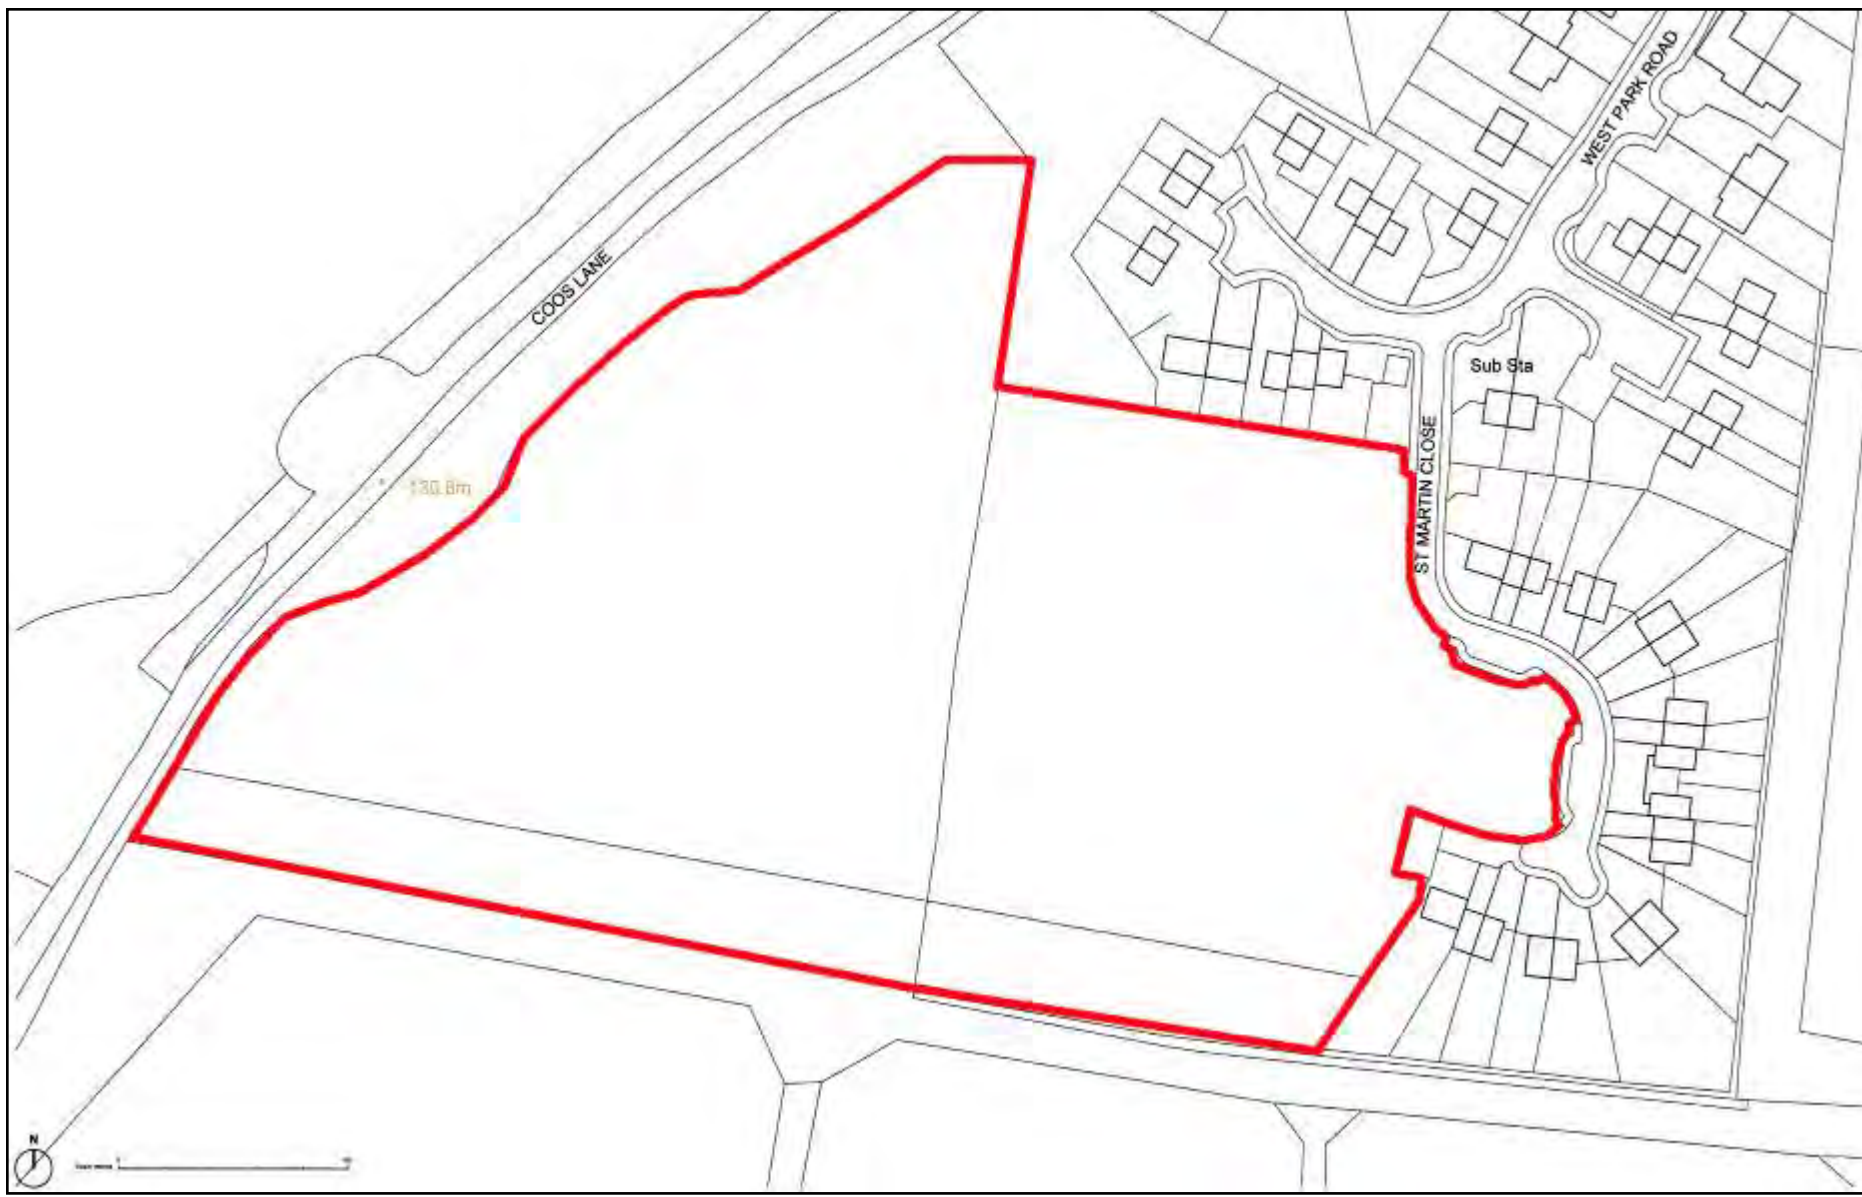 WEST PARK ROAD
COOS LANE
Sub Sta
ST MARTIN CLOSE
130.8m
N